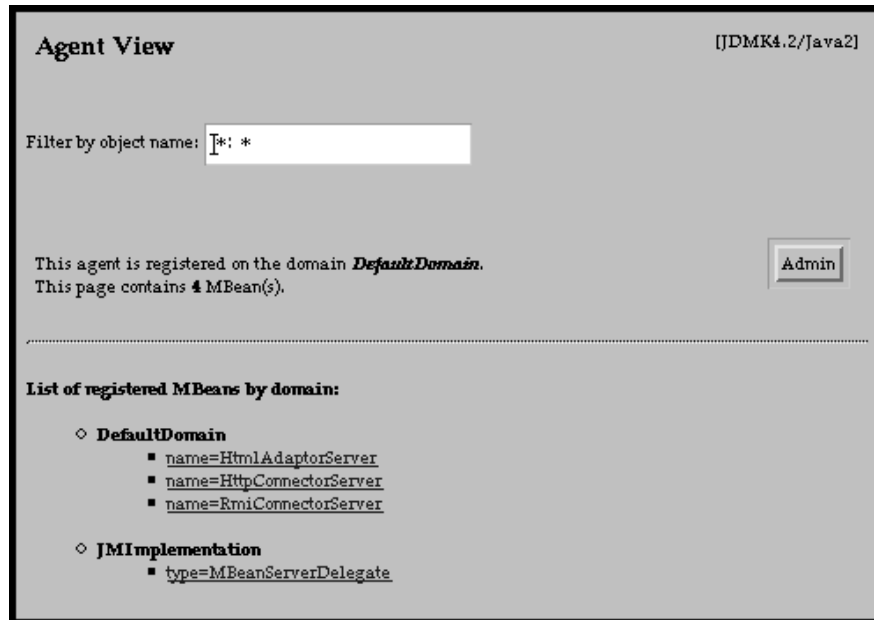 Agent View
[JDMK4.2/Java2]
Filter by object name: *: *
This agent is registered on the domain DefaultDomain.
This page contains 4 MBean(s).
Admin
List of registered MBeans by domain:
DefaultDomain
name=HtmlAdaptorServer
name=HttpConnectorServer
name=RmiConnectorServer
JMImplementation
type=MBeanServerDelegate